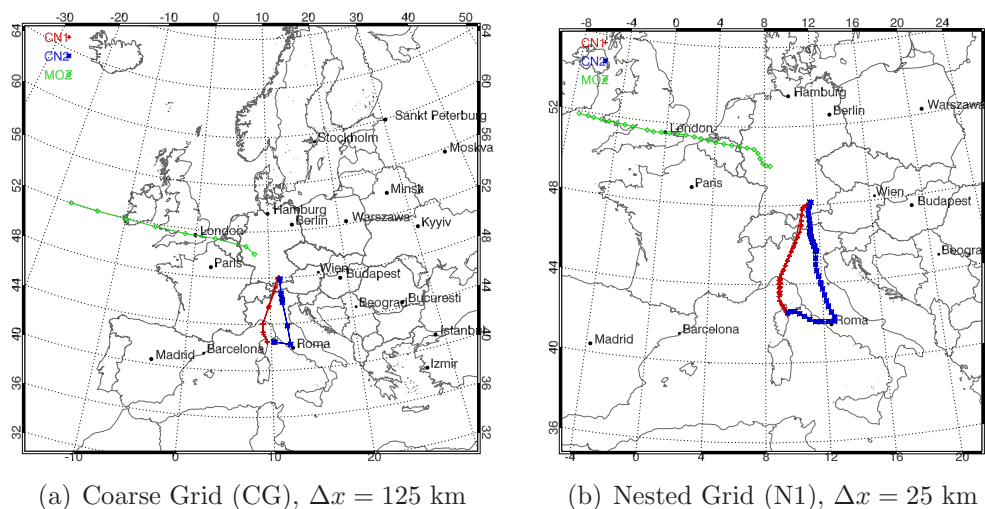 -10 0 10 20 30 40 50
-8 -4 0 4 8 12 16 20 24
64 60 56 52 48 44 40 36 32
64 60 56 52 48 44 40 36 32
52 48 44 40 36
CN1
CN2
MOZ
Sankt Peterburg
Stockholm
Moskva
Minsk
Hamburg
Berlin
Warszawa
Kyyiv
London
Paris
Wien
Budapest
Beograd
Bucuresti
Istanbul
Madrid
Barcelona
Roma
Izmir
-10 0 10 20
CN1
CN2
MOZ
Hamburg
Berlin
Warszawa
London
Paris
Wien
Budapest
Beogra
Roma
Barcelona
Madrid
-4 0 4 8 12 16 20
(a) Coarse Grid (CG), Δx = 125 km
(b) Nested Grid (N1), Δx = 25 km